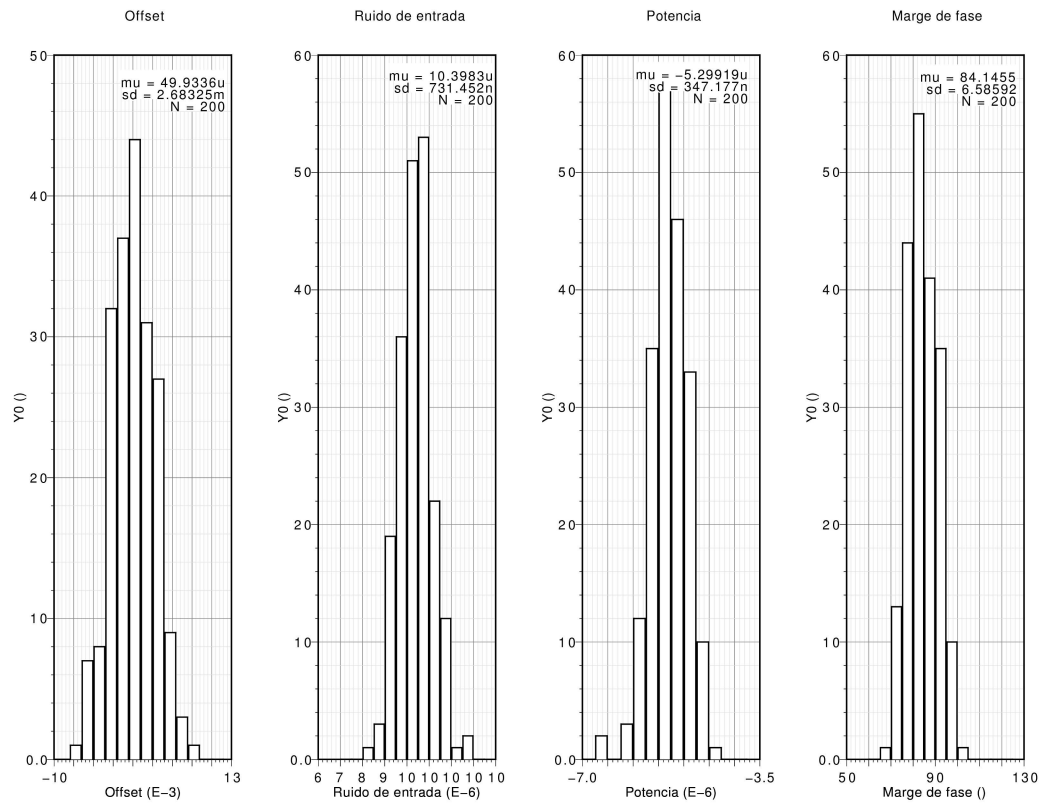 Offset
50
40
30
20
10
0.0
Y0 ()
mu = 49.9336u
sd = 2.68325m
N = 200
−10 13
Offset (E−3)
Ruido de entrada
60
50
40
30
20
10
0.0
Y0 ()
mu = 10.3983u
sd = 731.452n
N = 200
6 7 8 9 10 10 10 10 10
Ruido de entrada (E−6)
Potencia
60
50
40
30
20
10
0.0
Y0 ()
mu = −5.29919u
sd = 347.177n
N = 200
−7.0 −3.5
Potencia (E−6)
Marge de fase
60
50
40
30
20
10
0.0
Y0 ()
mu = 84.1455
sd = 6.58592
N = 200
50 90 130
Marge de fase ()